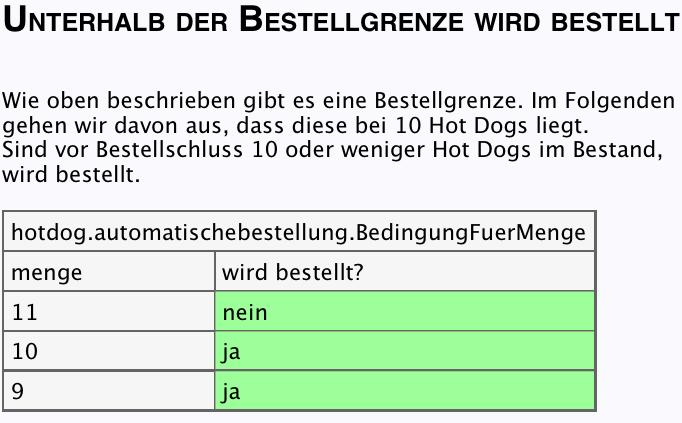 Unterhalb der Bestellgrenze wird bestellt
Wie oben beschrieben gibt es eine Bestellgrenze. Im Folgenden
gehen wir davon aus, dass diese bei 10 Hot Dogs liegt.
Sind vor Bestellschluss 10 oder weniger Hot Dogs im Bestand,
wird bestellt.
hotdog.automatischebestellung.BedingungFuerMenge
menge wird bestellt?
11 nein
10 ja
9 ja